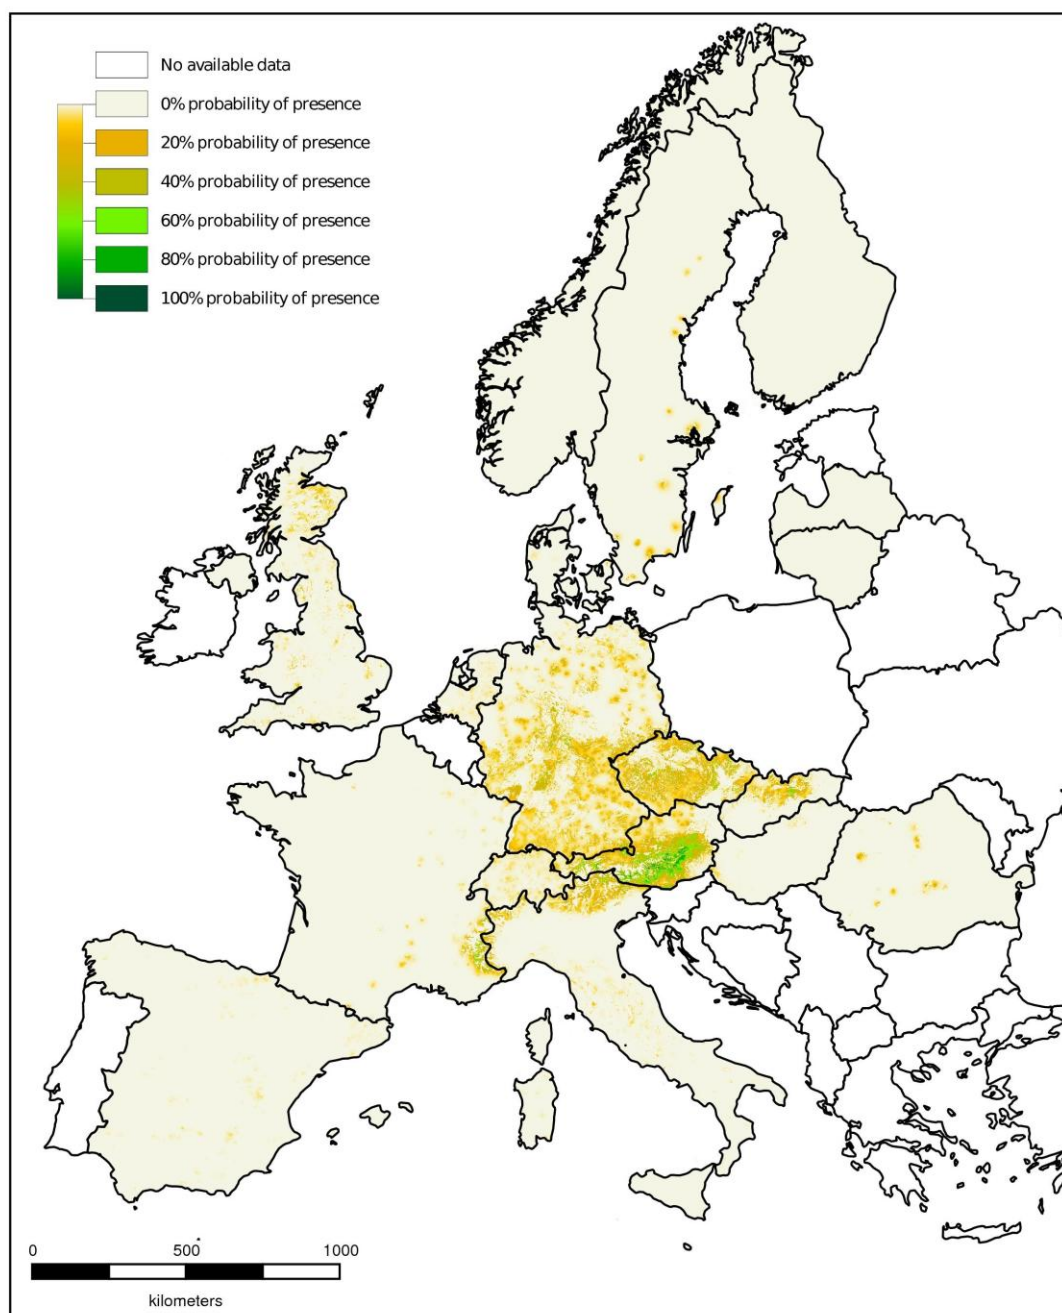 No available data
0% probability of presence
20% probability of presence
40% probability of presence
60% probability of presence
80% probability of presence
100% probability of presence
0 500 1000
kilometers